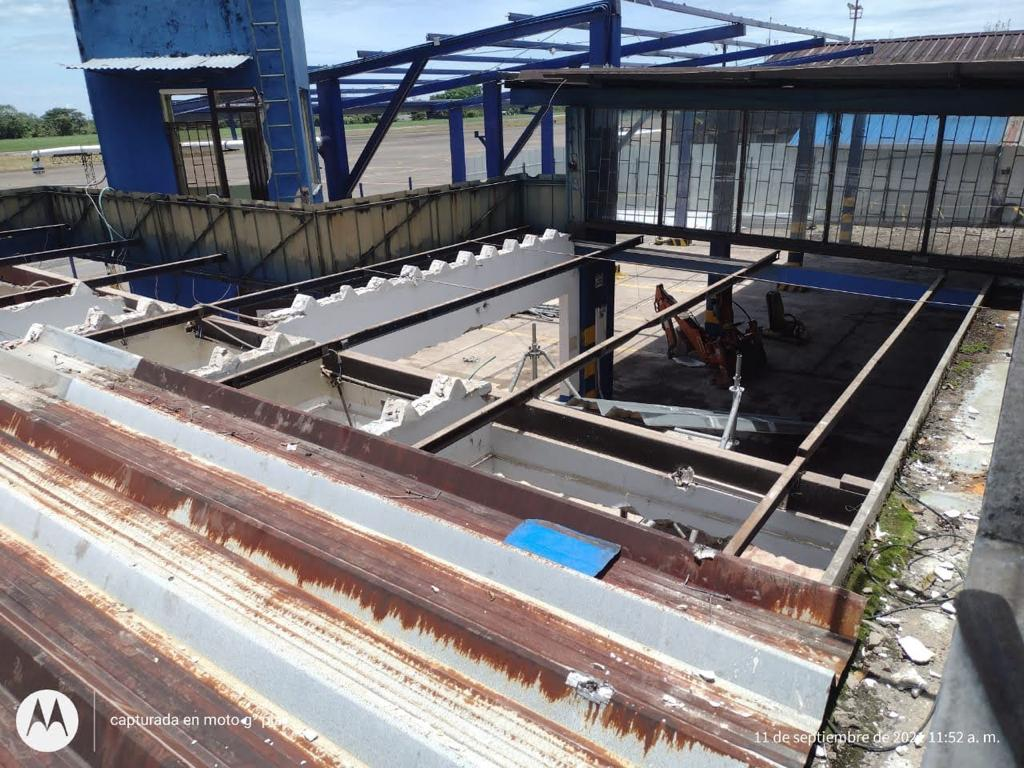 capturada en moto g
11 de septiembre de 11:52 a. m.